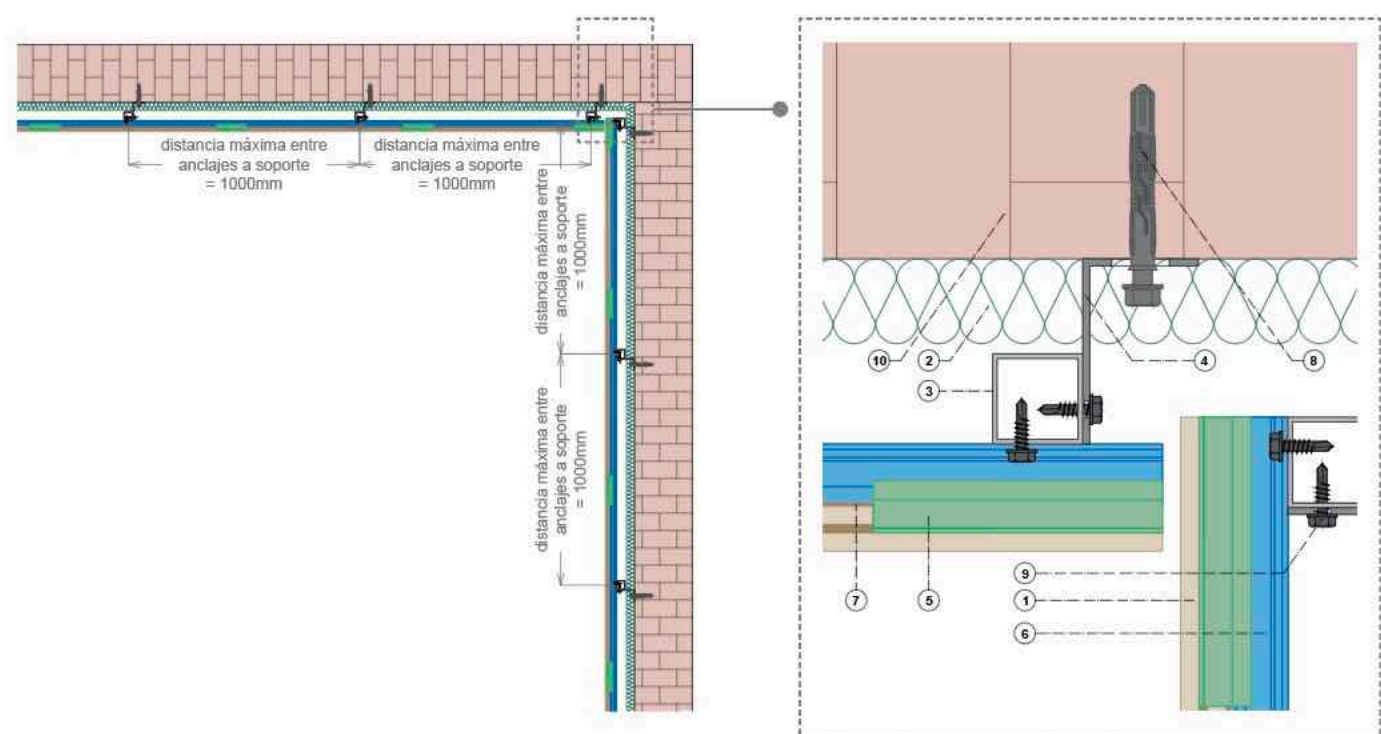 distancia máxima entre
anclajes a soporte
= 1000mm
distancia máxima entre
anclajes a soporte
= 1000mm
distancia máxima entre
anclajes a soporte
= 1000mm
distancia máxima entre
anclajes a soporte
= 1000mm
10
2
4
8
3
9
7
5
1
6